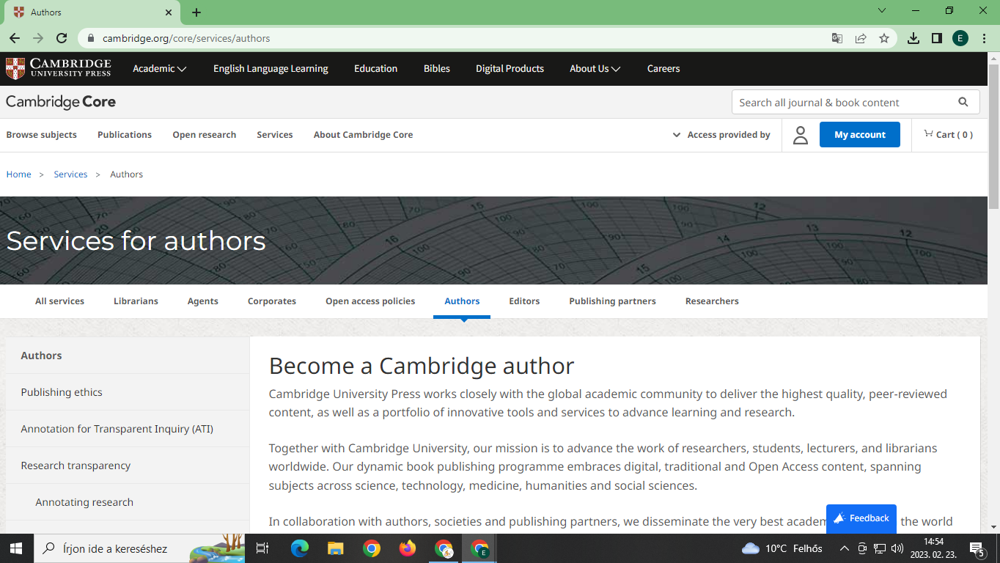 Authors
cambridge.org/core/services/authors
E
CAMBRIDGE
UNIVERSITY PRESS
Academic English Language Learning Education Bibles Digital Products About Us Careers
Cambridge Core
Search all journal & book content
Browse subjects Publications Open research Services About Cambridge Core Access provided by My account Cart ( 0 )
Home > Services > Authors
Services for authors
All services Librarians Agents Corporates Open access policies Authors Editors Publishing partners Researchers
Authors
Publishing ethics
Annotation for Transparent Inquiry (ATI)
Research transparency
Annotating research
Become a Cambridge author
Cambridge University Press works closely with the global academic community to deliver the highest quality, peer-reviewed
content, as well as a portfolio of innovative tools and services to advance learning and research.
Together with Cambridge University, our mission is to advance the work of researchers, students, lecturers, and librarians
worldwide. Our dynamic book publishing programme embraces digital, traditional and Open Access content, spanning
subjects across science, technology, medicine, humanities and social sciences.
In collaboration with authors, societies and publishing partners, we disseminate the very best academ the world
Feedback
Írjon ide a kereséshez
10°C Felhős
14:54
2023. 02. 23.
5